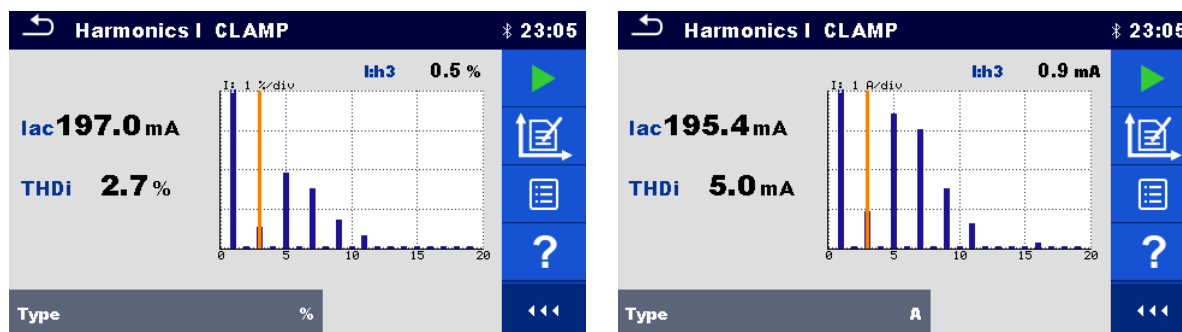 Harmonics I CLAMP 23:05
I:h3 0.5 %
I: 1 %/div
Iac 197.0 mA
THDi 2.7 %
?
0 5 10 15 20
Type %
Harmonics I CLAMP 23:05
I:h3 0.9 mA
I: 1 A/div
Iac 195.4 mA
THDi 5.0 mA
?
0 5 10 15 20
Type A